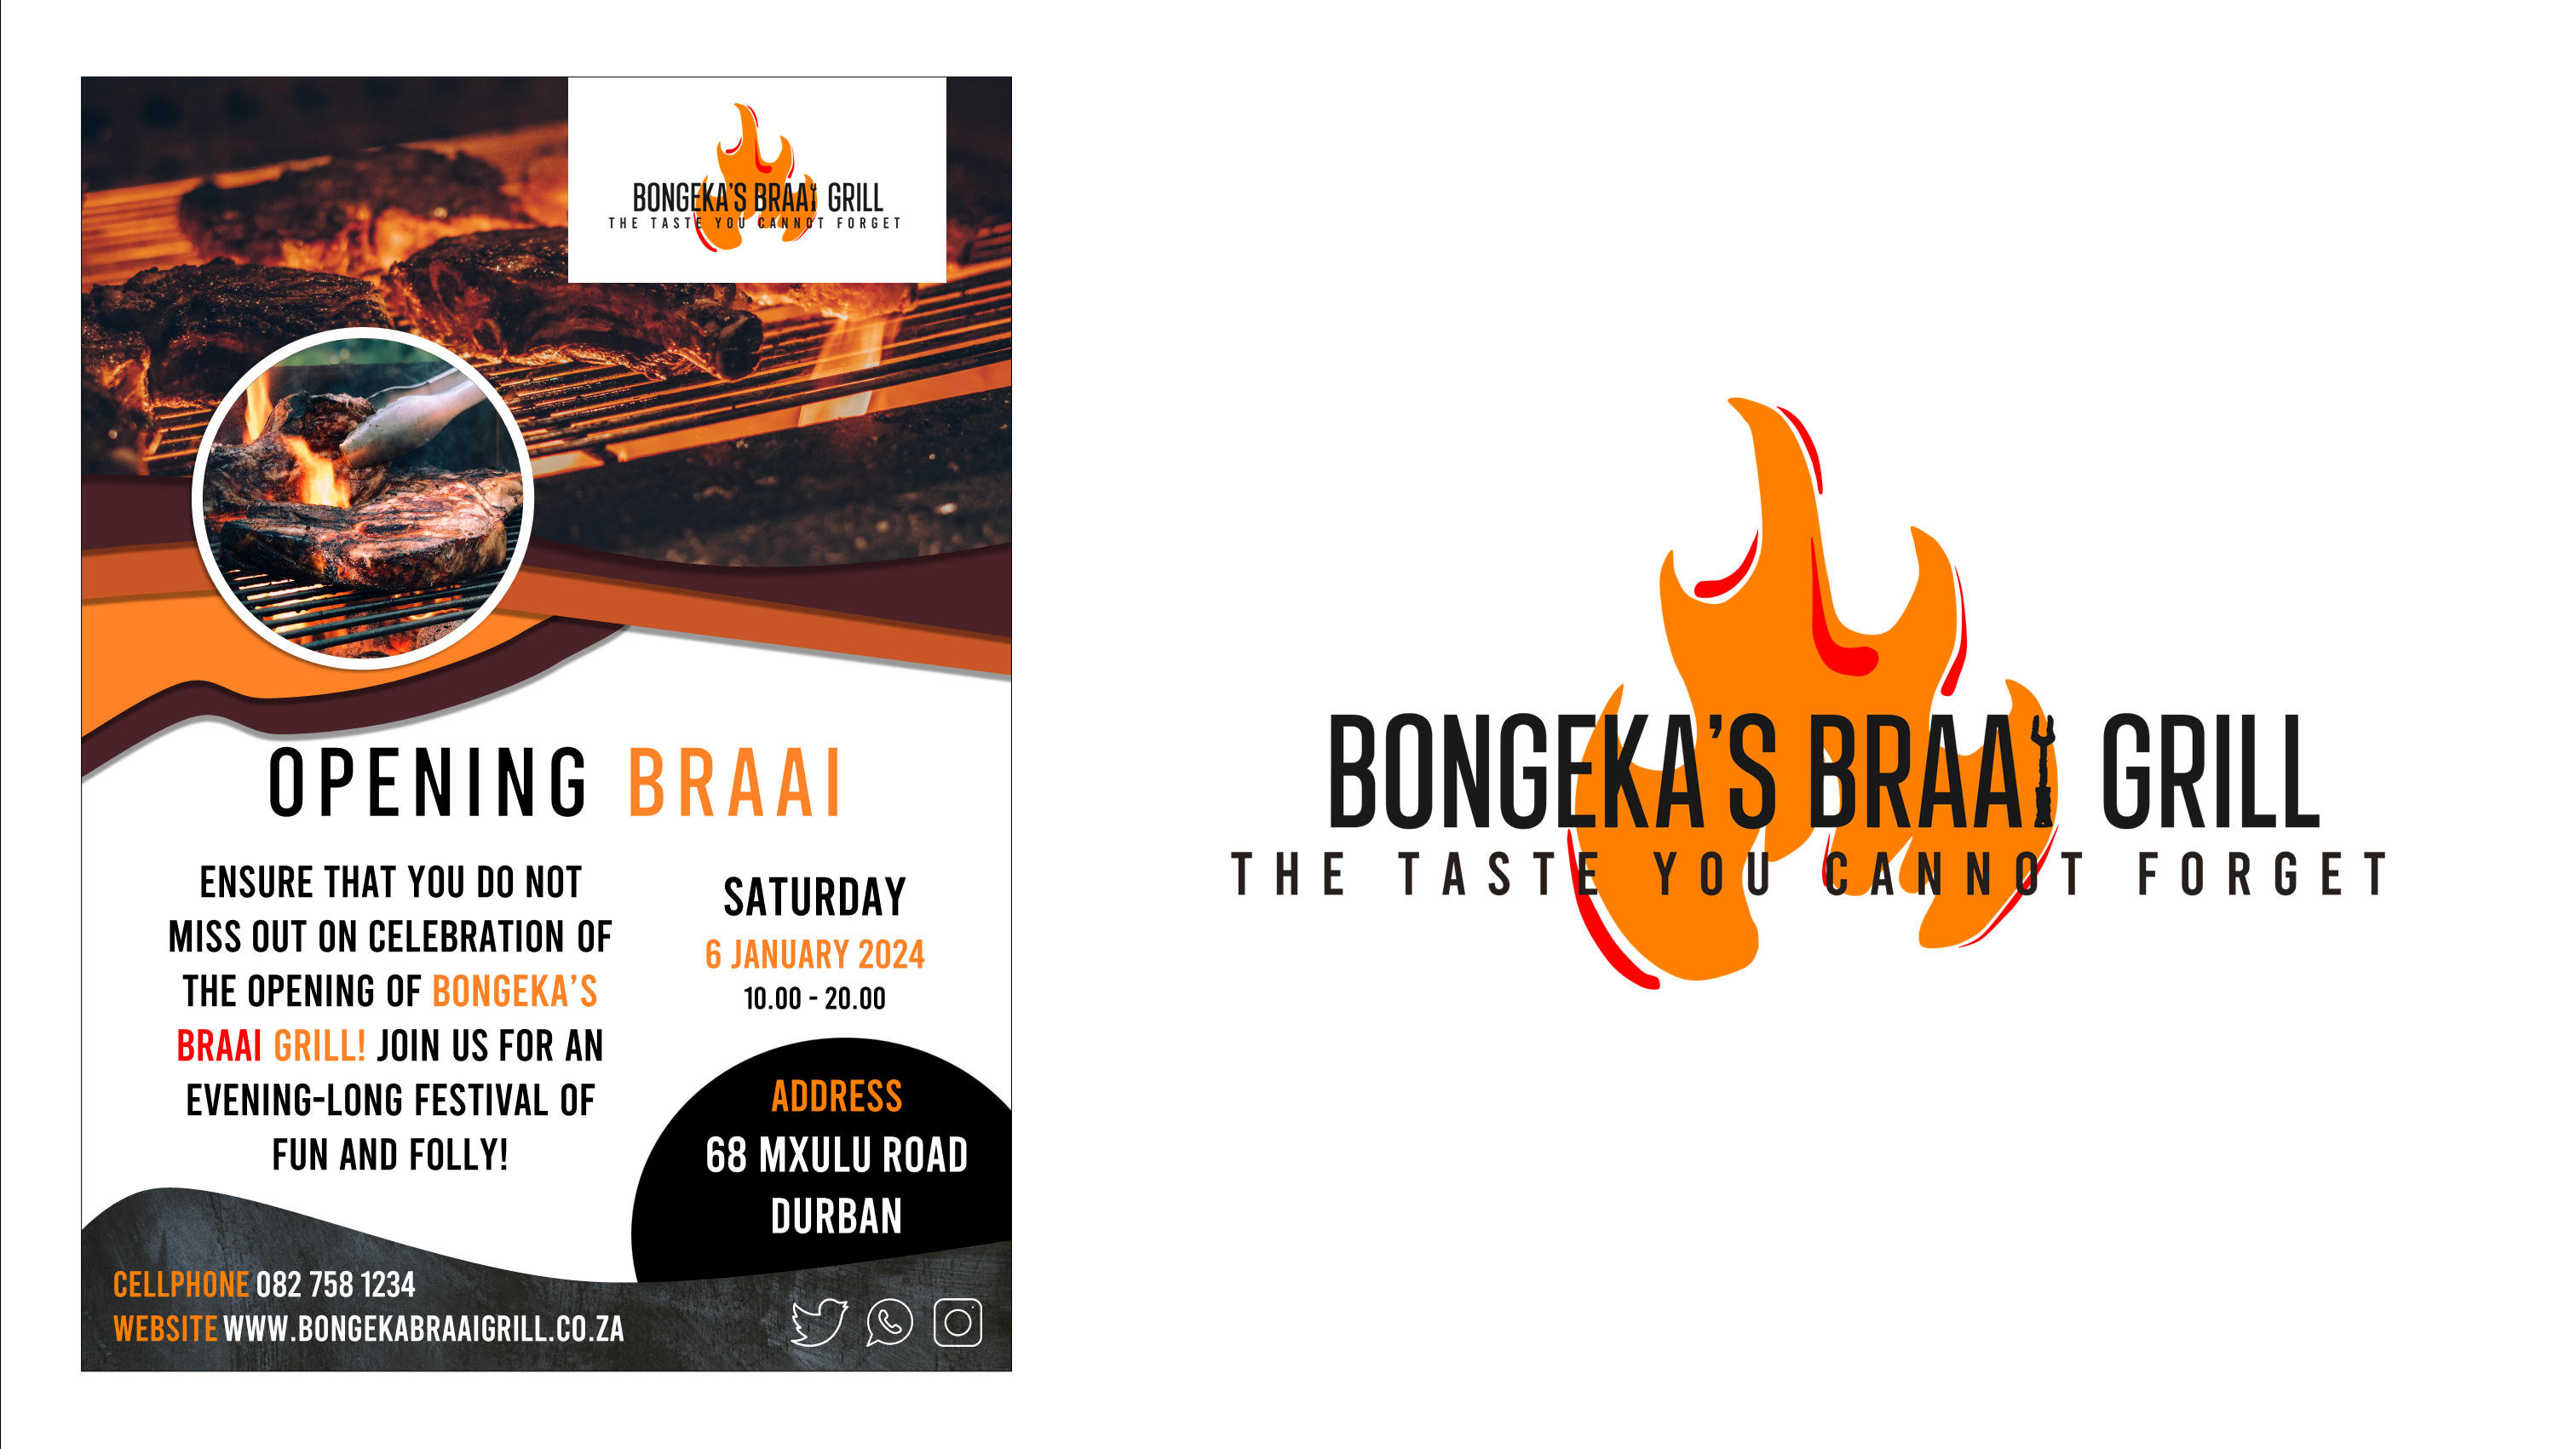 BONGEKA'S BRAAI GRILL
THE TASTE YOU CANNOT FORGET
OPENING BRAAI
ENSURE THAT YOU DO NOT
MISS OUT ON CELEBRATION OF
THE OPENING OF BONGEKA'S
BRAAI GRILL! JOIN US FOR AN
EVENING-LONG FESTIVAL OF
FUN AND FOLLY!
SATURDAY
6 JANUARY 2024
10.00 - 20.00
ADDRESS
68 MXULU ROAD
DURBAN
CELLPHONE 082 758 1234
WEBSITE WWW.BONGEKABRAAIGRILL.CO.ZA
BONGEKA'S BRAAI GRILL
THE TASTE YOU CANNOT FORGET